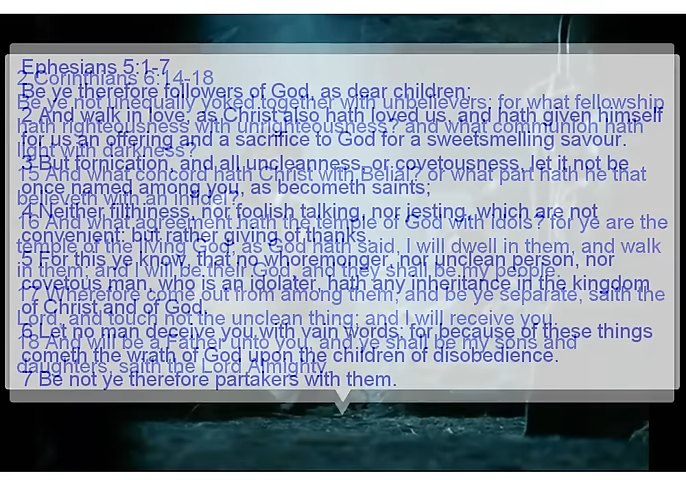 Ephesians 5:1-7
2 Corinthians 6:14-18
Be ye therefore followers of God, as dear children;
Be ye not unequally yoked together with unbelievers: for what fellowship
2 And walk in love, as Christ also hath loved us, and hath given himself
hath righteousness with unrighteousness? and what communion hath
for us an offering and a sacrifice to God for a sweetsmelling savour.
light with darkness?
3 But fornication, and all uncleanness, or covetousness, let it not be
15 And what concord hath Christ with Belial? or what part hath he that
once named among you, as becometh saints;
believeth with an infidel?
4 Neither filthiness, nor foolish talking, nor jesting, which are not
16 And what agreement hath the temple of God with idols? for ye are the
convenient: but rather giving of thanks.
temple of the living God; as God hath said, I will dwell in them, and walk
5 For this ye know, that no whoremonger, nor unclean person, nor
in them; and I will be their God, and they shall be my people.
covetous man, who is an idolater, hath any inheritance in the kingdom
17 Wherefore come out from among them, and be ye separate, saith the
of Christ and of God.
Lord, and touch not the unclean thing; and I will receive you,
6 Let no man deceive you with vain words: for because of these things
18 And will be a Father unto you, and ye shall be my sons and
cometh the wrath of God upon the children of disobedience.
daughters, saith the Lord Almighty.
7 Be not ye therefore partakers with them.